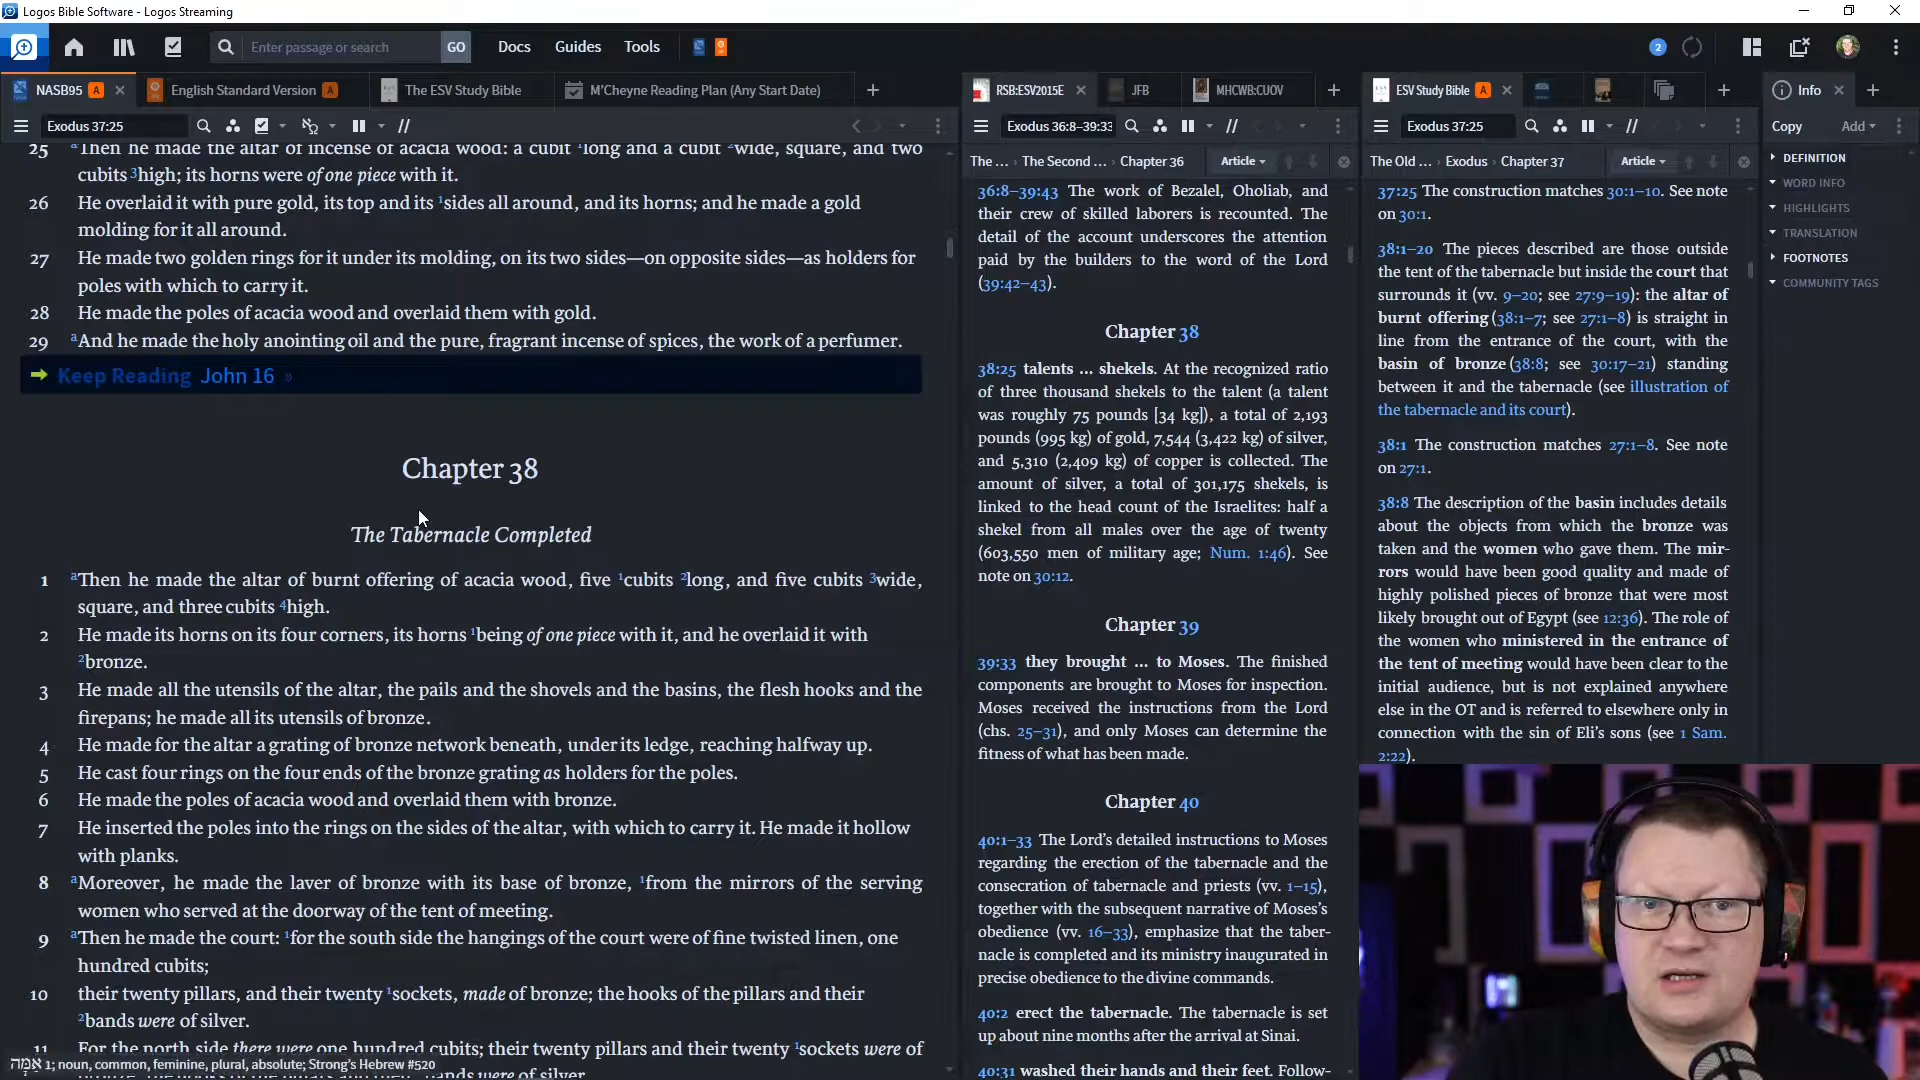 Logos Bible Software - Logos Streaming
Enter passage or search
GO
Docs
Guides
Tools
2
NASB95 A
English Standard Version A
The ESV Study Bible
M'Cheyne Reading Plan (Any Start Date)
Exodus 37:25
25 aThen he made the altar of incense of acacia wood: a cubit 1long and a cubit 2wide, square, and two
cubits 3high; its horns were of one piece with it.
26 He overlaid it with pure gold, its top and its 1sides all around, and its horns; and he made a gold
molding for it all around.
27 He made two golden rings for it under its molding, on its two sides—on opposite sides—as holders for
poles with which to carry it.
28 He made the poles of acacia wood and overlaid them with gold.
29 aAnd he made the holy anointing oil and the pure, fragrant incense of spices, the work of a perfumer.
Keep Reading John 16 »
Chapter 38
The Tabernacle Completed
1 aThen he made the altar of burnt offering of acacia wood, five 1cubits 2long, and five cubits 3wide,
square, and three cubits 4high.
2 He made its horns on its four corners, its horns 1being of one piece with it, and he overlaid it with
2bronze.
3 He made all the utensils of the altar, the pails and the shovels and the basins, the flesh hooks and the
firepans; he made all its utensils of bronze.
4 He made for the altar a grating of bronze network beneath, under its ledge, reaching halfway up.
5 He cast four rings on the four ends of the bronze grating as holders for the poles.
6 He made the poles of acacia wood and overlaid them with bronze.
7 He inserted the poles into the rings on the sides of the altar, with which to carry it. He made it hollow
with planks.
8 aMoreover, he made the laver of bronze with its base of bronze, 1from the mirrors of the serving
women who served at the doorway of the tent of meeting.
9 aThen he made the court: 1for the south side the hangings of the court were of fine twisted linen, one
hundred cubits;
10 their twenty pillars, and their twenty 1sockets, made of bronze; the hooks of the pillars and their
2bands were of silver.
11 For the north side there were one hundred cubits; their twenty pillars and their twenty 1sockets were of
bands were of silver.
אַמָּה 1; noun, common, feminine, plural, absolute; Strong's Hebrew #520
RSB:ESV2015E
JFB
MHCWB:CUOV
Exodus 36:8–39:33
The ... › The Second ... › Chapter 36
Article
36:8–39:43 The work of Bezalel, Oholiab, and
their crew of skilled laborers is recounted. The
detail of the account underscores the attention
paid by the builders to the word of the Lord
(39:42–43).
Chapter 38
38:25 talents ... shekels. At the recognized ratio
of three thousand shekels to the talent (a talent
was roughly 75 pounds [34 kg]), a total of 2,193
pounds (995 kg) of gold, 7,544 (3,422 kg) of silver,
and 5,310 (2,409 kg) of copper is collected. The
amount of silver, a total of 301,175 shekels, is
linked to the head count of the Israelites: half a
shekel from all males over the age of twenty
(603,550 men of military age; Num. 1:46). See
note on 30:12.
Chapter 39
39:33 they brought ... to Moses. The finished
components are brought to Moses for inspection.
Moses received the instructions from the Lord
(chs. 25–31), and only Moses can determine the
fitness of what has been made.
Chapter 40
40:1–33 The Lord's detailed instructions to Moses
regarding the erection of the tabernacle and the
consecration of tabernacle and priests (vv. 1–15),
together with the subsequent narrative of Moses's
obedience (vv. 16–33), emphasize that the taber-
nacle is completed and its ministry inaugurated in
precise obedience to the divine commands.
40:2 erect the tabernacle. The tabernacle is set
up about nine months after the arrival at Sinai.
40:31 washed their hands and their feet. Follow-
ESV Study Bible A
Exodus 37:25
The Old ... › Exodus › Chapter 37
Article
37:25 The construction matches 30:1–10. See note
on 30:1.
38:1–20 The pieces described are those outside
the tent of the tabernacle but inside the court that
surrounds it (vv. 9–20; see 27:9–19): the altar of
burnt offering (38:1–7; see 27:1–8) is straight in
line from the entrance of the court, with the
basin of bronze (38:8; see 30:17–21) standing
between it and the tabernacle (see illustration of
the tabernacle and its court).
38:1 The construction matches 27:1–8. See note
on 27:1.
38:8 The description of the basin includes details
about the objects from which the bronze was
taken and the women who gave them. The mir-
rors would have been good quality and made of
highly polished pieces of bronze that were most
likely brought out of Egypt (see 12:36). The role of
the women who ministered in the entrance of
the tent of meeting would have been clear to the
initial audience, but is not explained anywhere
else in the OT and is referred to elsewhere only in
connection with the sin of Eli's sons (see 1 Sam.
2:22).
Info
Copy
Add
DEFINITION
WORD INFO
HIGHLIGHTS
TRANSLATION
FOOTNOTES
COMMUNITY TAGS